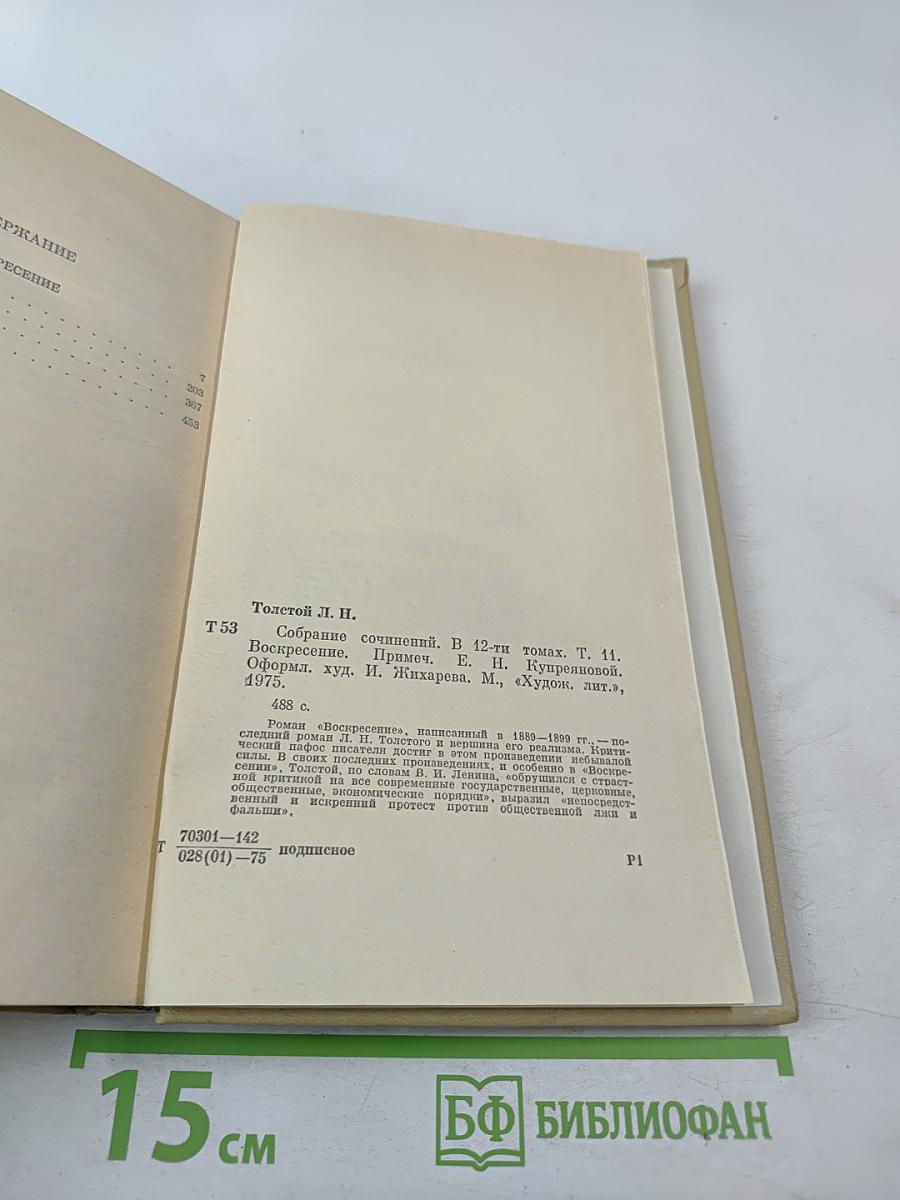 ЕРЖАНИЕ
РЕСЕНИЕ
7
203
367
453
Толстой Л. Н.
Т 53 Собрание сочинений. В 12-ти томах. Т. 11.
Воскресение. Примеч. Е. Н. Купреяновой.
Оформл. худ. И. Жихарева. М., «Худож. лит.»,
1975.
488 с.
Роман «Воскресение», написанный в 1889—1899 гг., — по-
следний роман Л. Н. Толстого и вершина его реализма. Крити-
ческий пафос писателя достиг в этом произведении небывалой
силы. В своих последних произведениях, и особенно в «Воскре-
сении», Толстой, по словам В. И. Ленина, «обрушился с страст-
ной критикой на все современные государственные, церковные,
общественные, экономические порядки», выразил «непосредст-
венный и искренний протест против общественной лжи и
фальши».
Т 70301—142
028(01)—75 подписное
Р1
15 см
БФ БИБЛИОФАН